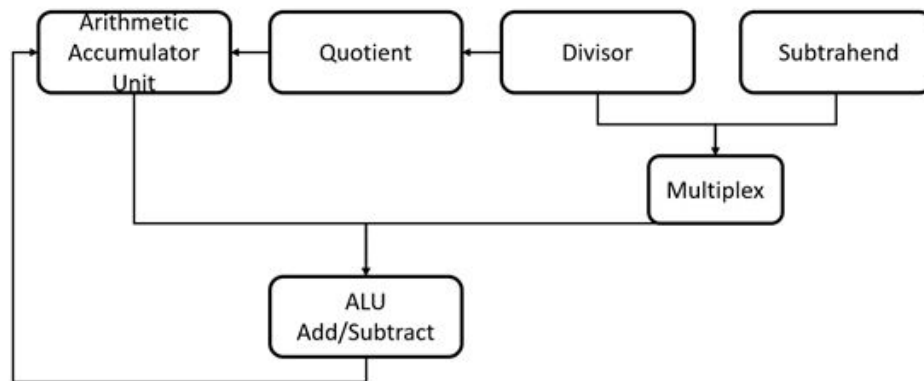 Arithmetic
Accumulator
Unit
Quotient
Divisor
Subtrahend
Multiplex
ALU
Add/Subtract